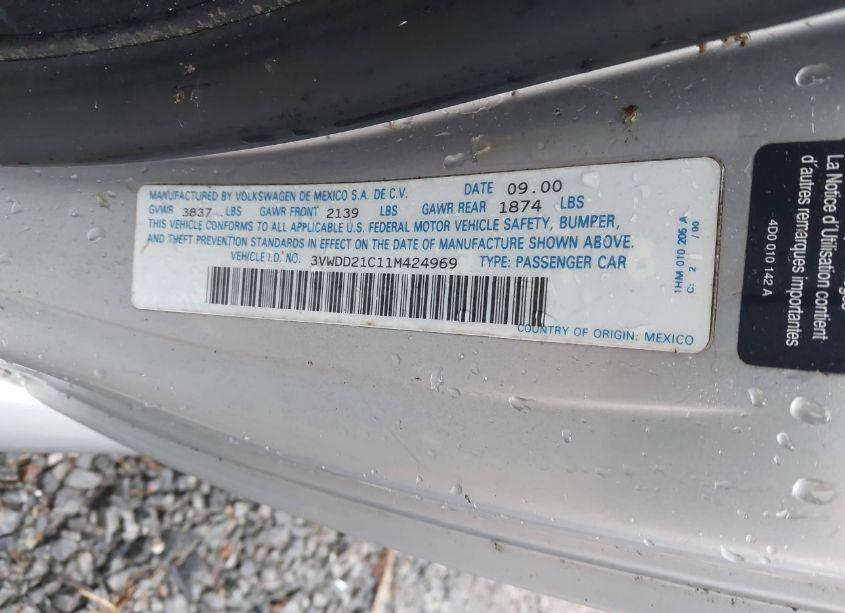 MANUFACTURED BY VOLKSWAGEN DE MEXICO S.A. DE C.V. DATE 09.00
GVWR 3837 LBS GAWR FRONT 2139 LBS GAWR REAR 1874 LBS
THIS VEHICLE CONFORMS TO ALL APPLICABLE U.S. FEDERAL MOTOR VEHICLE SAFETY, BUMPER,
AND THEFT PREVENTION STANDARDS IN EFFECT ON THE DATE OF MANUFACTURE SHOWN ABOVE.
VEHICLE I.D. NO. 3VWDD21C11M424969 TYPE: PASSENGER CAR
COUNTRY OF ORIGIN: MEXICO
1HM 010 205 A
C: 2 / 00
La Notice d'Utilisation contient
d'autres remarques importantes
4D0 010 142 A